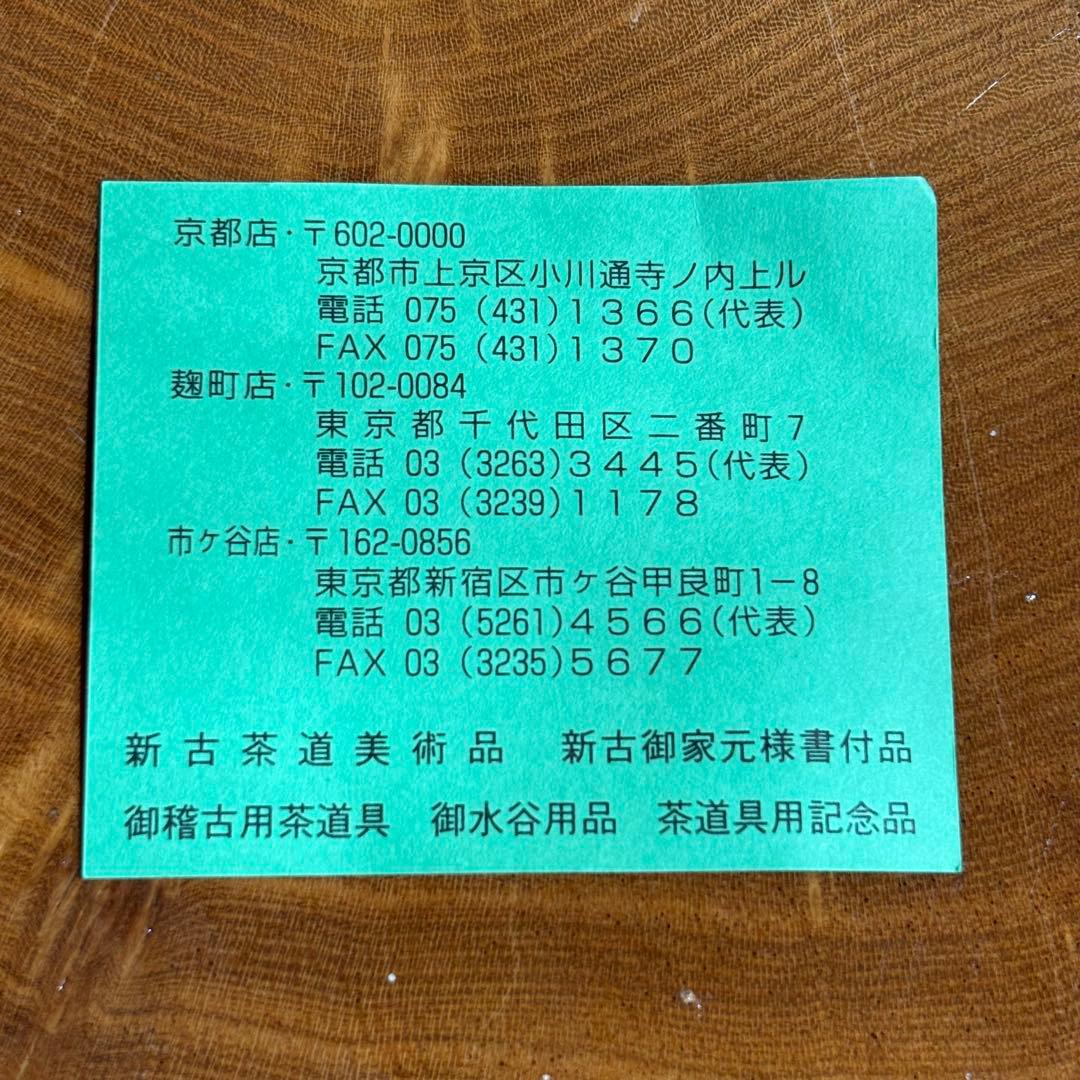 京都店・〒602-0000
京都市上京区小川通寺ノ内上ル
電話 075 (431)1366(代表)
FAX 075 (431)1370
麹町店・〒102-0084
東京都千代田区二番町7
電話 03 (3263)3445(代表)
FAX 03 (3239)1178
市ヶ谷店・〒162-0856
東京都新宿区市ヶ谷甲良町1−8
電話 03 (5261)4566(代表)
FAX 03 (3235)5677
新古茶道美術品 新古御家元様書付品
御稽古用茶道具 御水谷用品 茶道具用記念品